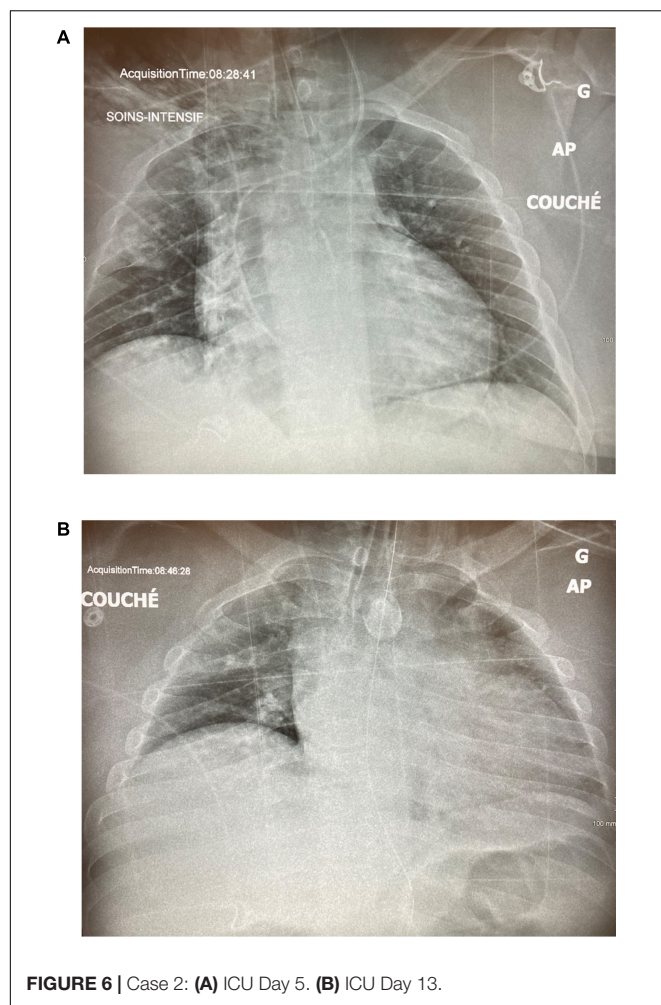 A
AcquisitionTime:08:28:41
SOINS-INTENSIF
G
AP
COUCHÉ
100
B
AcquisitionTime:08:46:28
COUCHÉ
G
AP
100 mm
FIGURE 6 | Case 2: (A) ICU Day 5. (B) ICU Day 13.